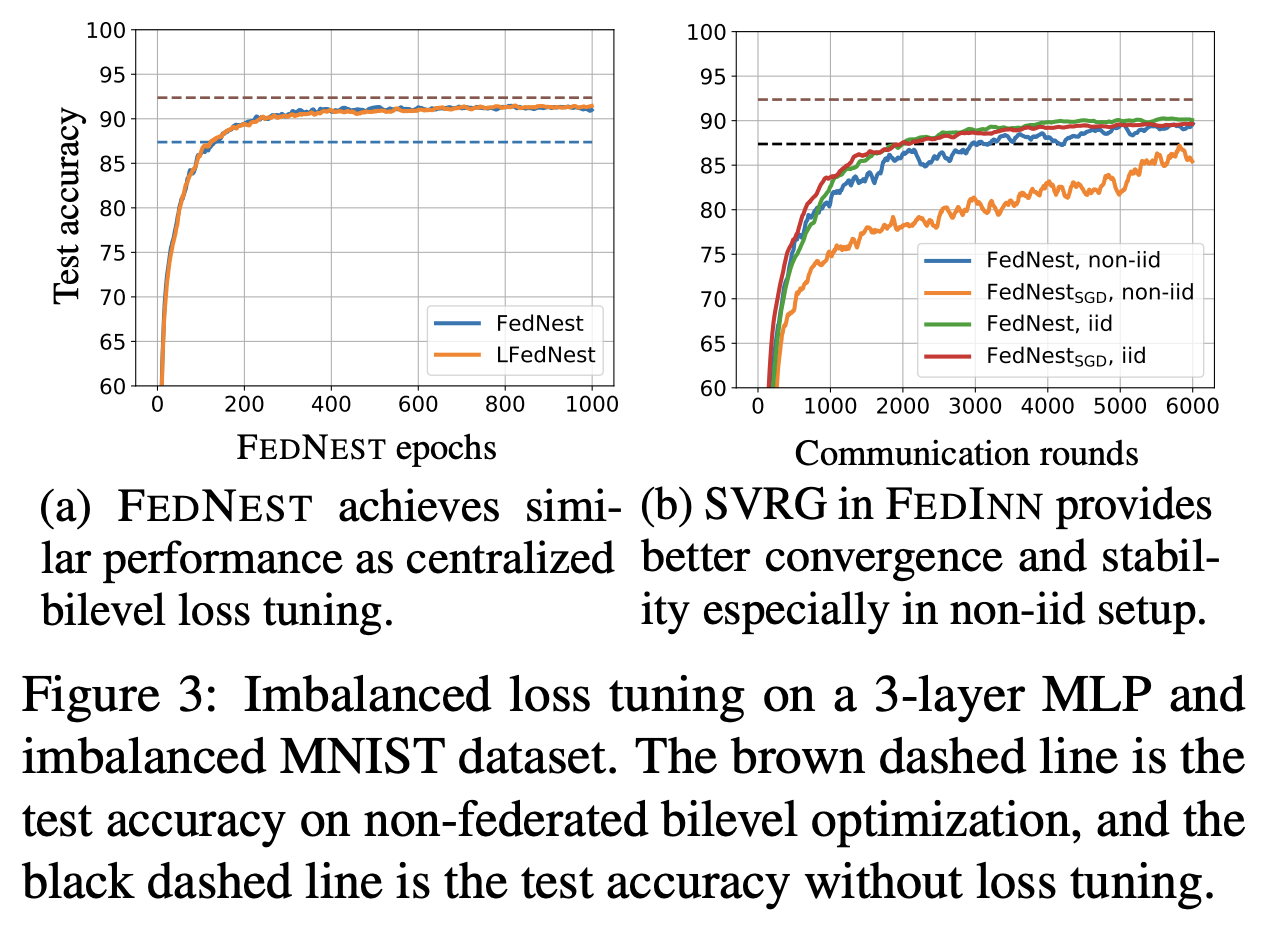 100
95
90
85
80
75
70
65
60
Test accuracy
0 200 400 600 800 1000
FedNest
LFedNest
FEDNEST epochs
100
95
90
85
80
75
70
65
60
0 1000 2000 3000 4000 5000 6000
FedNest, non-iid
FedNestSGD, non-iid
FedNest, iid
FedNestSGD, iid
Communication rounds
(a) FEDNEST achieves simi-
lar performance as centralized
bilevel loss tuning.
(b) SVRG in FEDINN provides
better convergence and stabil-
ity especially in non-iid setup.
Figure 3: Imbalanced loss tuning on a 3-layer MLP and
imbalanced MNIST dataset. The brown dashed line is the
test accuracy on non-federated bilevel optimization, and the
black dashed line is the test accuracy without loss tuning.